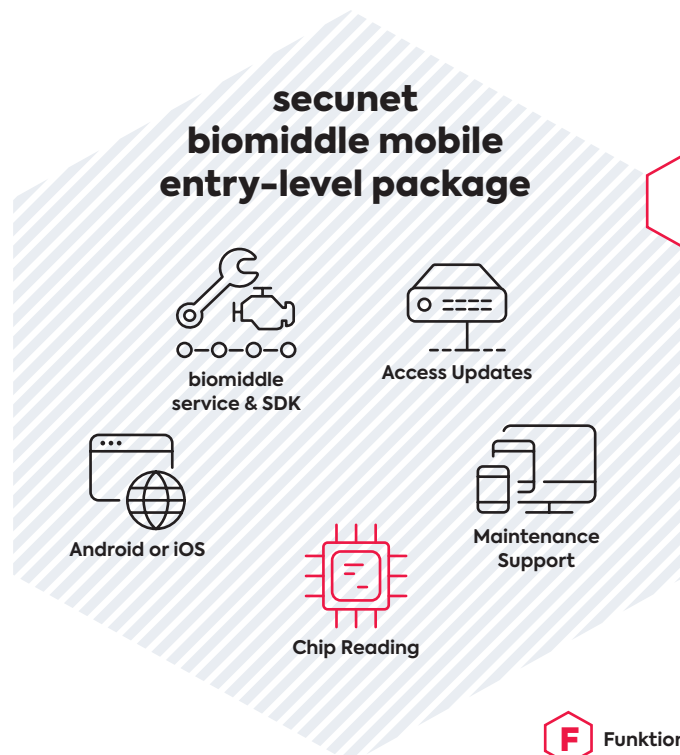 secunet
biomiddle mobile
entry-level package
biomiddle
service & SDK
Access Updates
Android or iOS
Maintenance
Support
Chip Reading
F Funktion